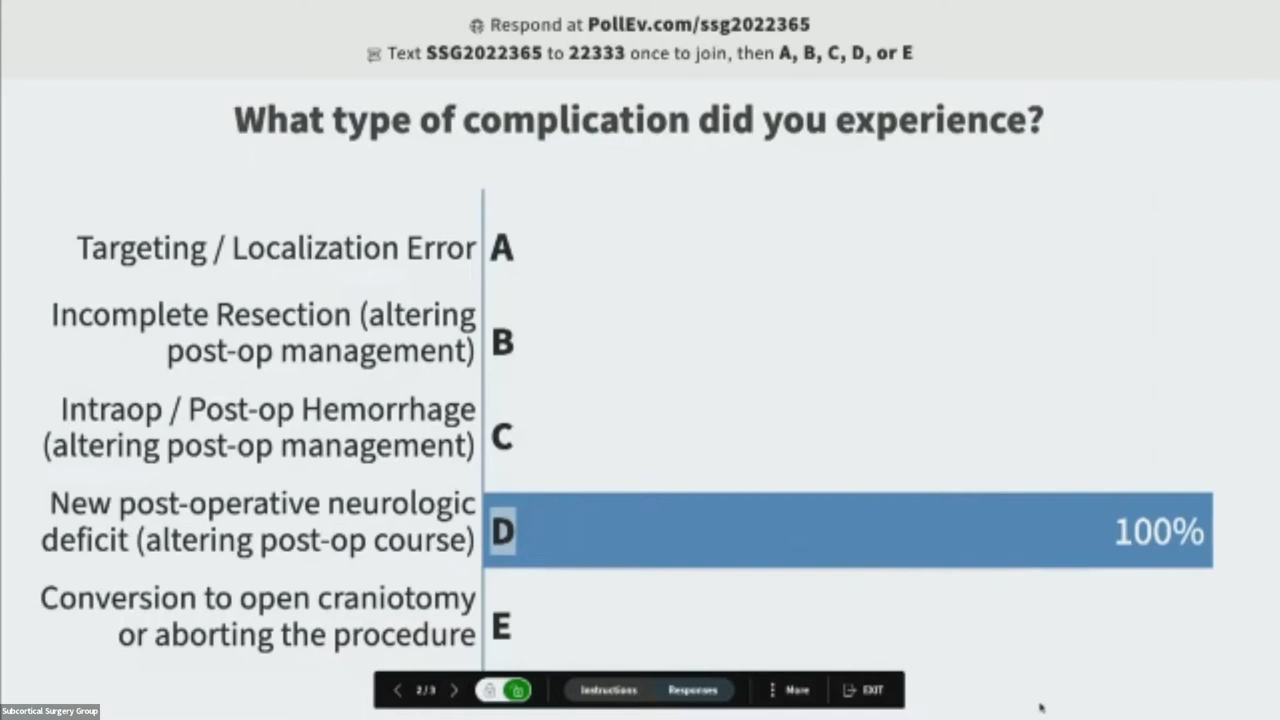 Respond at PollEv.com/ssg2022365
Text SSG2022365 to 22333 once to join, then A, B, C, D, or E
What type of complication did you experience?
Targeting / Localization Error A
Incomplete Resection (altering
post-op management) B
Intraop / Post-op Hemorrhage
(altering post-op management) C
New post-operative neurologic
deficit (altering post-op course) D 100%
Conversion to open craniotomy
or aborting the procedure E
2/3 Instructions Responses More EXIT
Subcortical Surgery Group